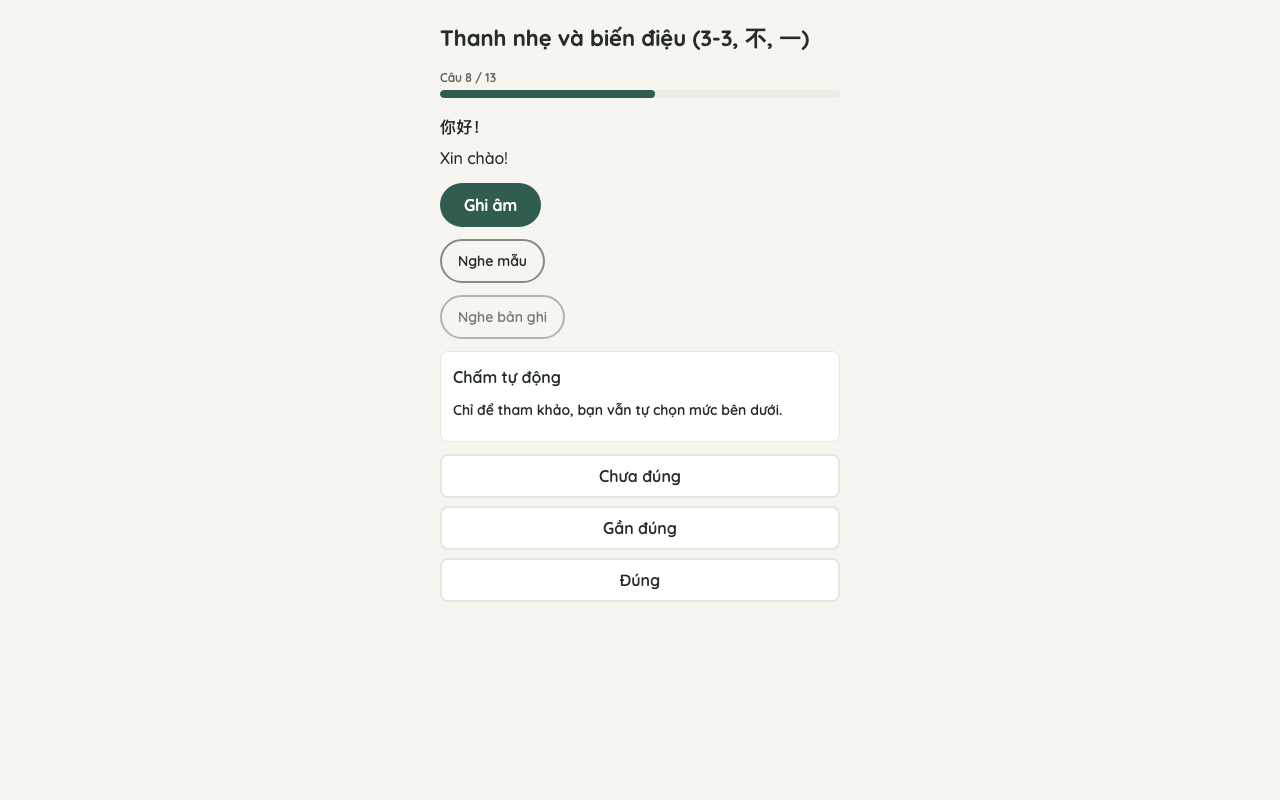 Thanh nhẹ và biến điệu (3-3, 不, 一)
Câu 8 / 13
你好！
Xin chào!
Ghi âm
Nghe mẫu
Nghe bản ghi
Chấm tự động
Chỉ để tham khảo, bạn vẫn tự chọn mức bên dưới.
Chưa đúng
Gần đúng
Đúng